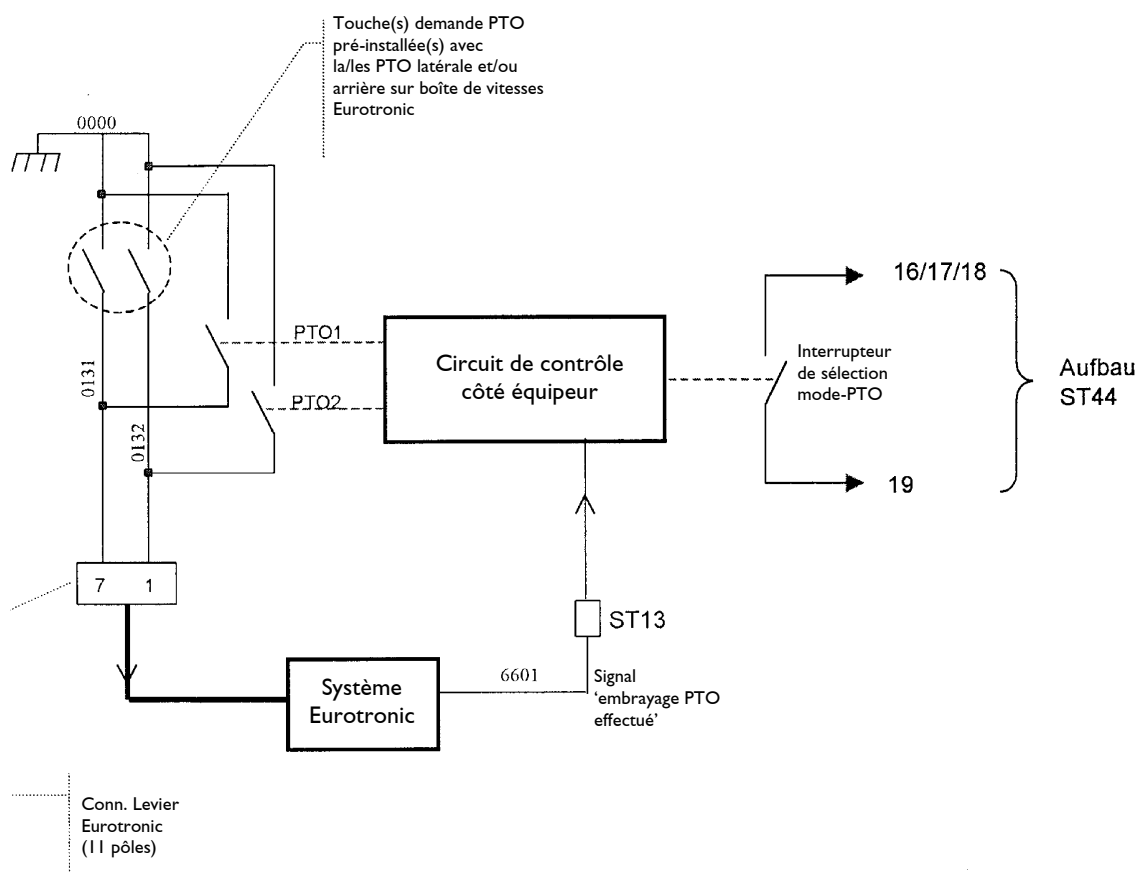 Touche(s) demande PTO
pré-installée(s) avec
la/les PTO latérale et/ou
arrière sur boîte de vitesses
Eurotronic
0000
16/17/18
PTO1
Circuit de contrôle
côté équipeur
Interrupteur
de sélection
mode-PTO
Aufbau
ST44
0131
PTO2
0132
19
7 1
ST13
6601
Signal
‘embrayage PTO
effectué’
Système
Eurotronic
Conn. Levier
Eurotronic
(11 pôles)